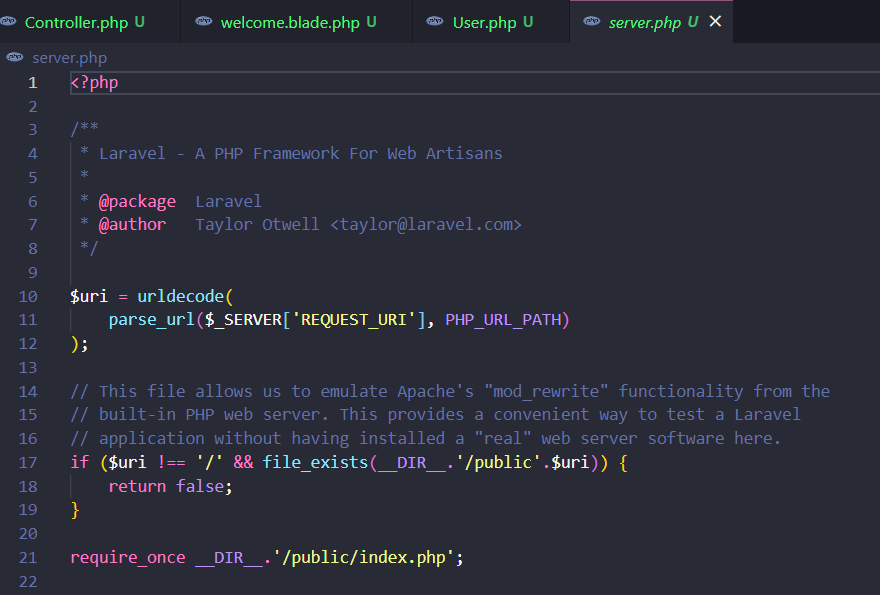 Controller.php U welcome.blade.php U User.php U server.php U
server.php
1 <?php
2
3 /**
4 * Laravel - A PHP Framework For Web Artisans
5 *
6 * @package  Laravel
7 * @author   Taylor Otwell <taylor@laravel.com>
8 */
9
10 $uri = urldecode(
11     parse_url($_SERVER['REQUEST_URI'], PHP_URL_PATH)
12 );
13
14 // This file allows us to emulate Apache's "mod_rewrite" functionality from the
15 // built-in PHP web server. This provides a convenient way to test a Laravel
16 // application without having installed a "real" web server software here.
17 if ($uri !== '/' && file_exists(__DIR__.'/public'.$uri)) {
18     return false;
19 }
20
21 require_once __DIR__.'/public/index.php';
22